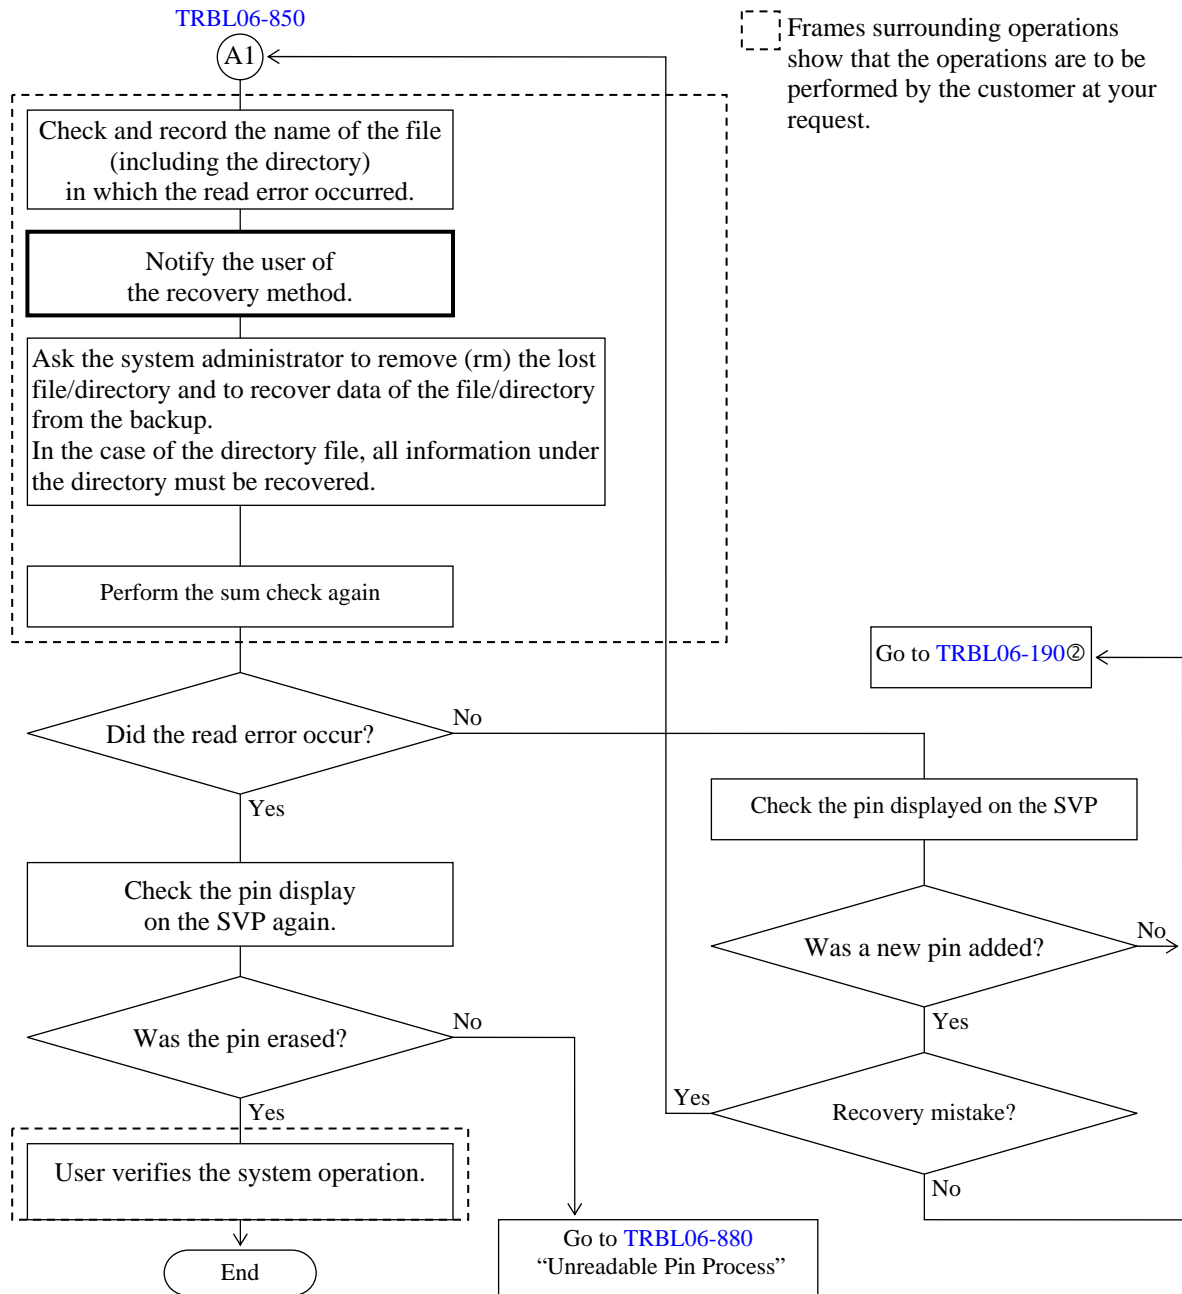 TRBL06-850
A1
Frames surrounding operations
show that the operations are to be
performed by the customer at your
request.
Check and record the name of the file
(including the directory)
in which the read error occurred.
Notify the user of
the recovery method.
Ask the system administrator to remove (rm) the lost
file/directory and to recover data of the file/directory
from the backup.
In the case of the directory file, all information under
the directory must be recovered.
Perform the sum check again
Go to TRBL06-190②
Did the read error occur?
No
Yes
Check the pin displayed on the SVP
Check the pin display
on the SVP again.
Was a new pin added?
No
Yes
Was the pin erased?
No
Yes
Recovery mistake?
Yes
No
User verifies the system operation.
End
Go to TRBL06-880
“Unreadable Pin Process”